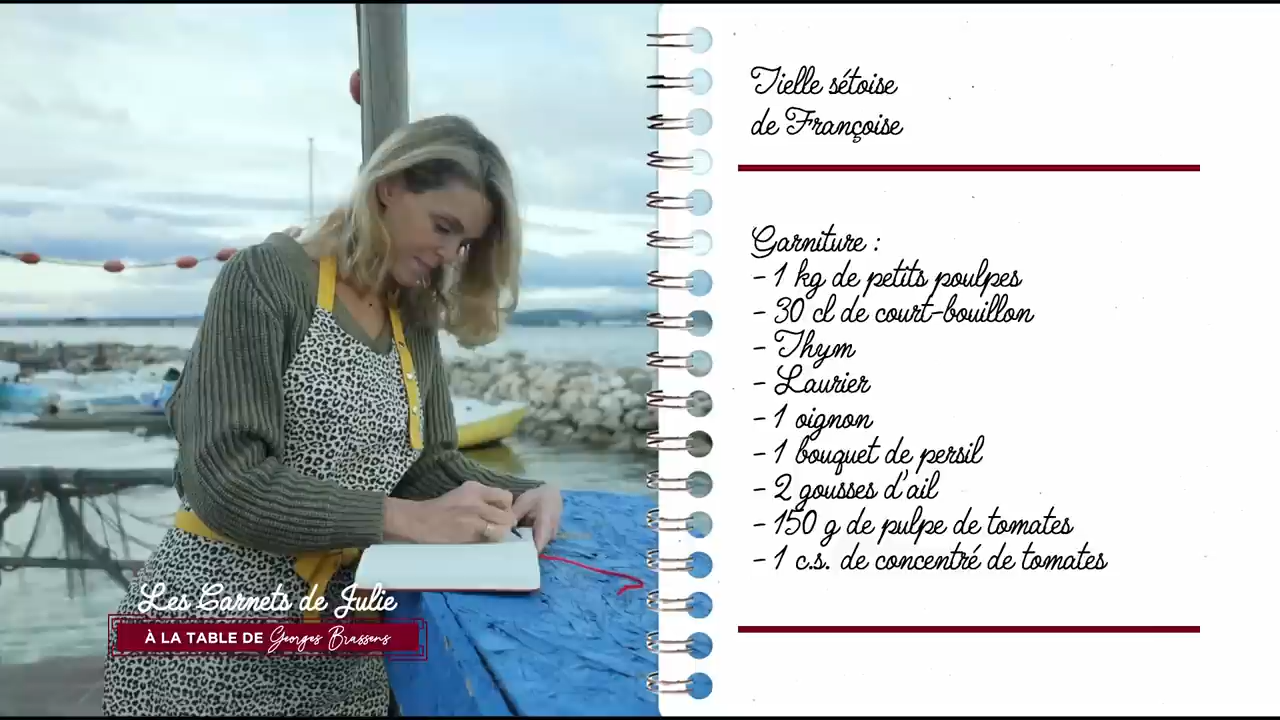 Tielle sétoise
de Françoise
Garniture :
- 1 kg de petits poulpes
- 30 cl de court-bouillon
- Thym
- Laurier
- 1 oignon
- 1 bouquet de persil
- 2 gousses d'ail
- 150 g de pulpe de tomates
- 1 c.s. de concentré de tomates
Les Carnets de Julie
À LA TABLE DE Georges Brassens